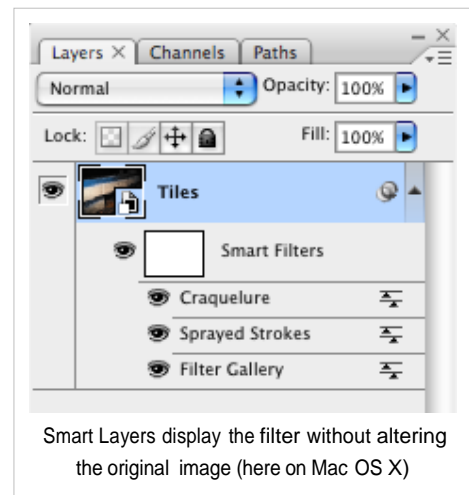 Layers × Channels Paths
Normal Opacity: 100%
Lock: Fill: 100%
Tiles
Smart Filters
Craquelure
Sprayed Strokes
Filter Gallery
Smart Layers display the filter without altering
the original image (here on Mac OS X)